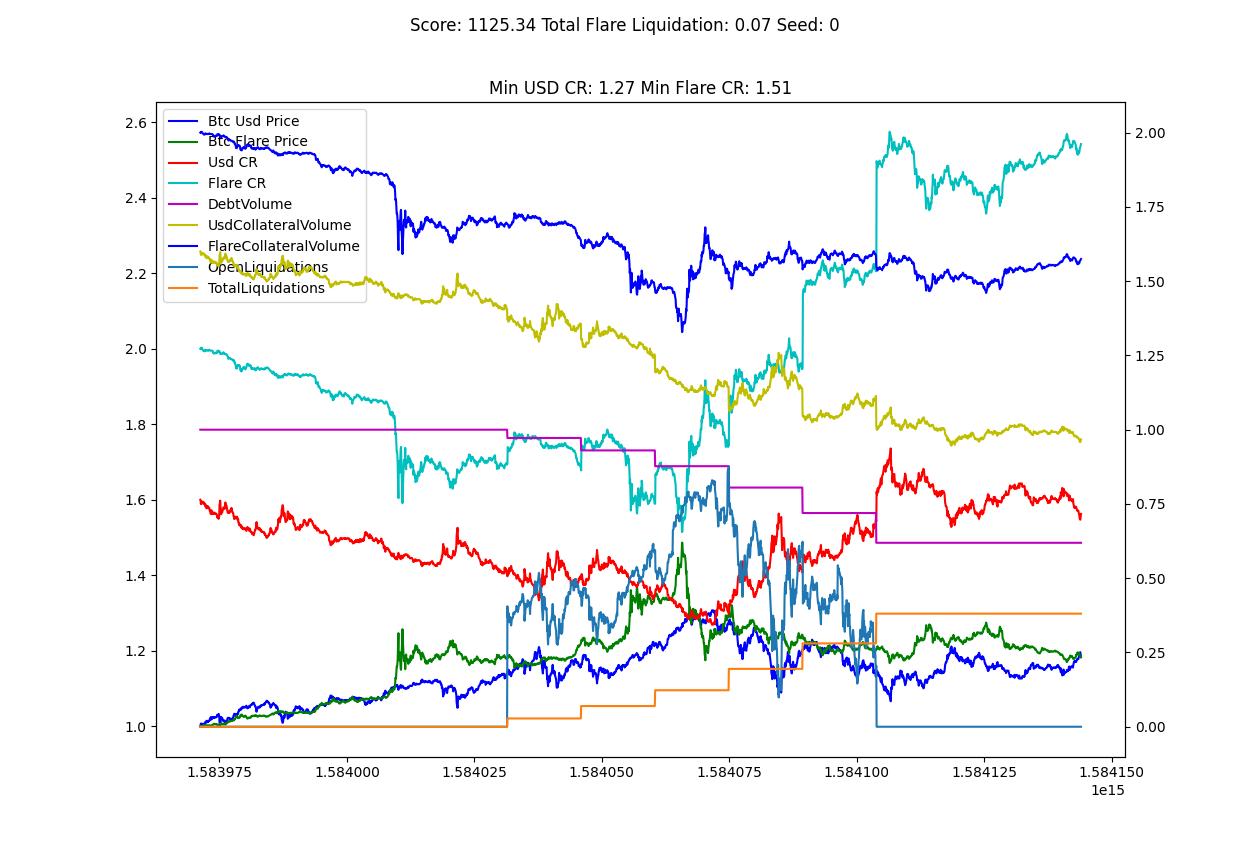 Score: 1125.34 Total Flare Liquidation: 0.07 Seed: 0
Min USD CR: 1.27 Min Flare CR: 1.51
Btc Usd Price
Btc Flare Price
Usd CR
Flare CR
DebtVolume
UsdCollateralVolume
FlareCollateralVolume
OpenLiquidations
TotalLiquidations
2.6
2.4
2.2
2.0
1.8
1.6
1.4
1.2
1.0
2.00
1.75
1.50
1.25
1.00
0.75
0.50
0.25
0.00
1.583975 1.584000 1.584025 1.584050 1.584075 1.584100 1.584125 1.584150
1e15